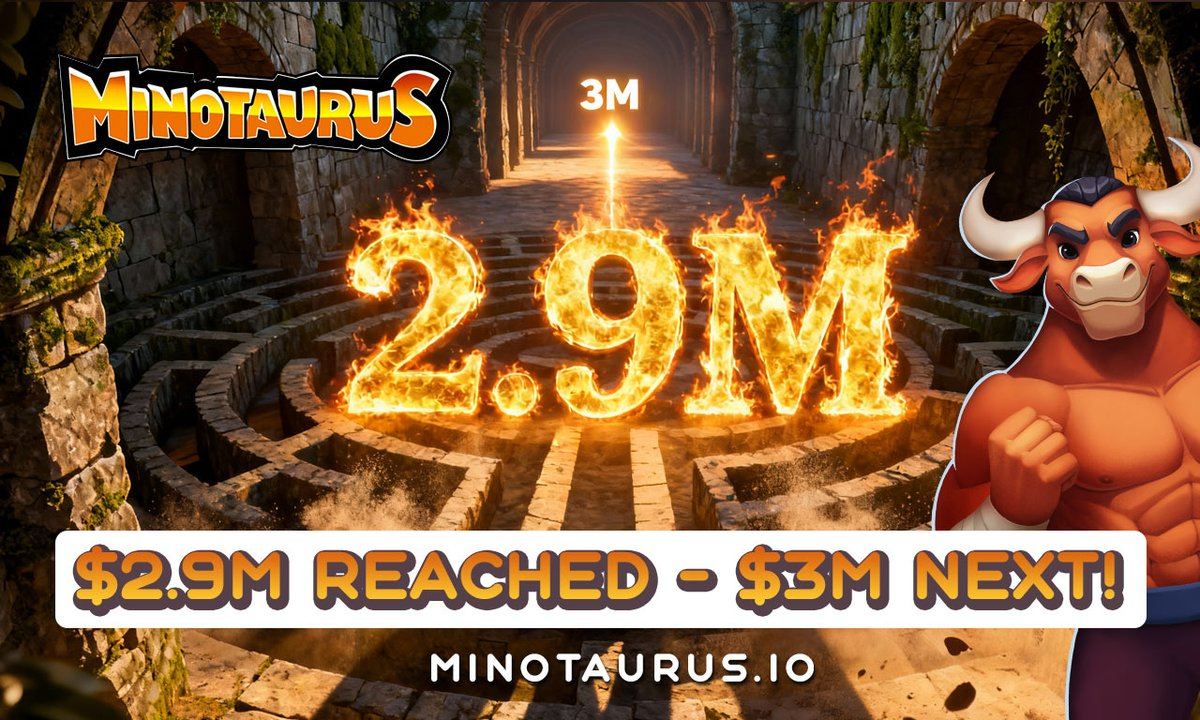 MINOTAURUS
3M
2.9M
$2.9M REACHED - $3M NEXT!
MINOTAURUS.IO